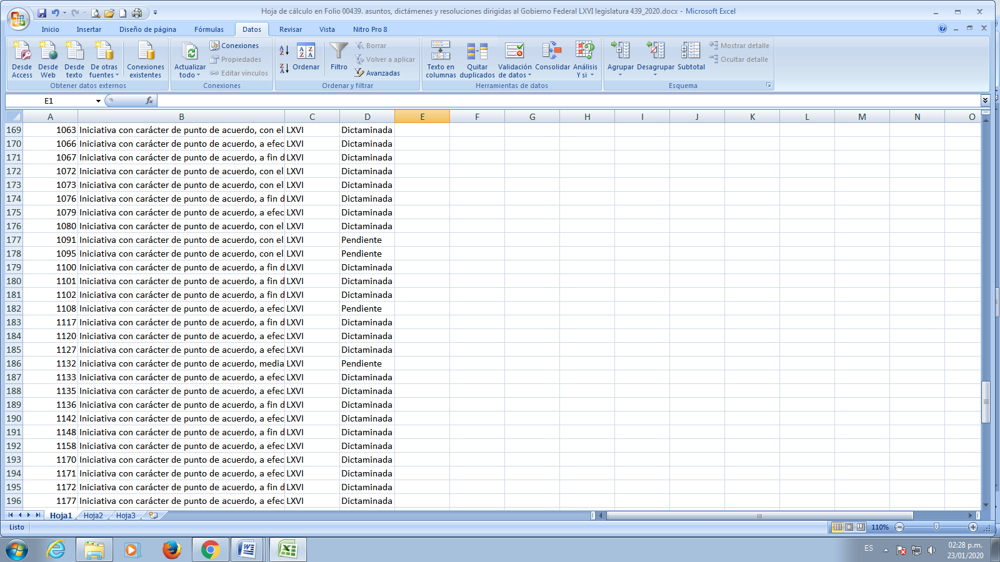 Hoja de cálculo en Folio 00439. asuntos, dictámenes y resoluciones dirigidas al Gobierno Federal LXVI legislatura 439_2020.docx - Microsoft Excel
Inicio Insertar Diseño de página Fórmulas Datos Revisar Vista Nitro Pro 8
Desde Access
Desde Web
Desde texto
De otras fuentes
Conexiones existentes
Obtener datos externos
Actualizar todo
Conexiones
Propiedades
Editar vínculos
Conexiones
Ordenar
Filtro
Borrar
Volver a aplicar
Avanzadas
Ordenar y filtrar
Texto en columnas
Quitar duplicados
Validación de datos
Consolidar
Análisis Y si
Herramientas de datos
Agrupar
Desagrupar
Subtotal
Mostrar detalle
Ocultar detalle
Esquema
E1 fx
A B C D E F G H I J K L M N O
169 1063 Iniciativa con carácter de punto de acuerdo, con el LXVI Dictaminada
170 1066 Iniciativa con carácter de punto de acuerdo, a efec LXVI Dictaminada
171 1067 Iniciativa con carácter de punto de acuerdo, a fin d LXVI Dictaminada
172 1072 Iniciativa con carácter de punto de acuerdo, con el LXVI Dictaminada
173 1073 Iniciativa con carácter de punto de acuerdo, con el LXVI Dictaminada
174 1076 Iniciativa con carácter de punto de acuerdo, a fin d LXVI Dictaminada
175 1079 Iniciativa con carácter de punto de acuerdo, a efec LXVI Dictaminada
176 1080 Iniciativa con carácter de punto de acuerdo, con el LXVI Dictaminada
177 1091 Iniciativa con carácter de punto de acuerdo, con el LXVI Pendiente
178 1095 Iniciativa con carácter de punto de acuerdo, con el LXVI Pendiente
179 1100 Iniciativa con carácter de punto de acuerdo, a fin d LXVI Dictaminada
180 1101 Iniciativa con carácter de punto de acuerdo, a fin d LXVI Dictaminada
181 1102 Iniciativa con carácter de punto de acuerdo, a fin d LXVI Dictaminada
182 1108 Iniciativa con carácter de punto de acuerdo, a efec LXVI Pendiente
183 1117 Iniciativa con carácter de punto de acuerdo, a fin d LXVI Dictaminada
184 1120 Iniciativa con carácter de punto de acuerdo, a efec LXVI Dictaminada
185 1127 Iniciativa con carácter de punto de acuerdo, a efec LXVI Dictaminada
186 1132 Iniciativa con carácter de punto de acuerdo, media LXVI Pendiente
187 1133 Iniciativa con carácter de punto de acuerdo, a efec LXVI Dictaminada
188 1135 Iniciativa con carácter de punto de acuerdo, a efec LXVI Dictaminada
189 1136 Iniciativa con carácter de punto de acuerdo, a fin d LXVI Dictaminada
190 1142 Iniciativa con carácter de punto de acuerdo, a efec LXVI Dictaminada
191 1148 Iniciativa con carácter de punto de acuerdo, a fin d LXVI Dictaminada
192 1158 Iniciativa con carácter de punto de acuerdo, a efec LXVI Dictaminada
193 1170 Iniciativa con carácter de punto de acuerdo, a efec LXVI Dictaminada
194 1171 Iniciativa con carácter de punto de acuerdo, a efec LXVI Dictaminada
195 1172 Iniciativa con carácter de punto de acuerdo, a fin d LXVI Dictaminada
196 1177 Iniciativa con carácter de punto de acuerdo, a efec LXVI Dictaminada
Hoja1 Hoja2 Hoja3
Listo 110%
ES 02:28 p.m.
23/01/2020